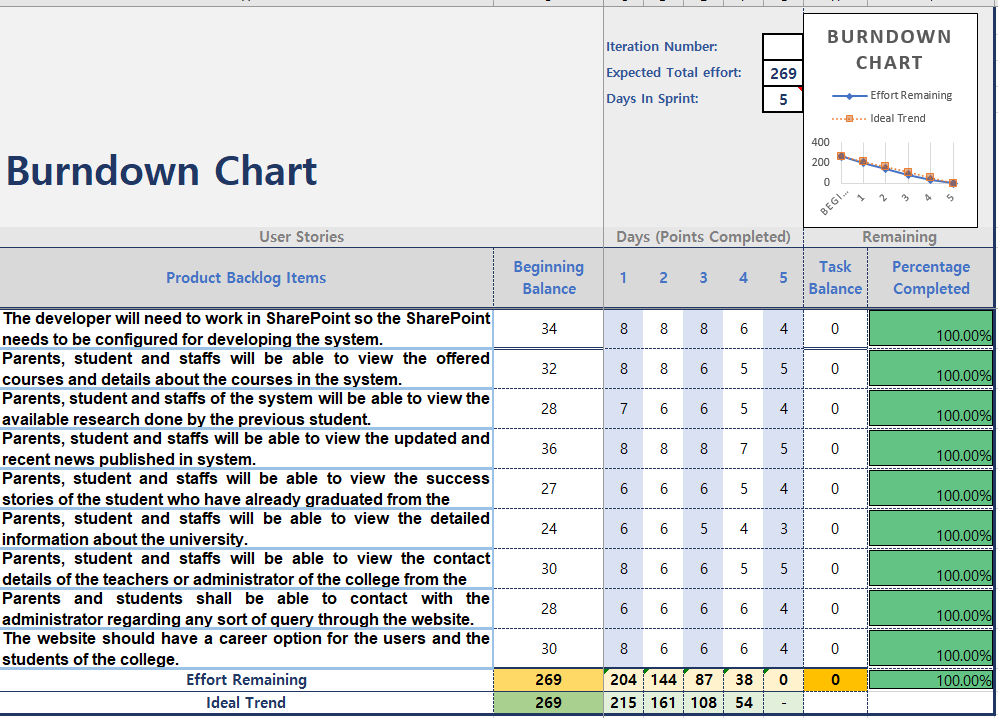 Iteration Number:
Expected Total effort: 269
Days In Sprint: 5
BURNDOWN
CHART
Effort Remaining
Ideal Trend
400
200
0
BEGI... 1 2 3 4 5
Burndown Chart
User Stories Days (Points Completed) Remaining
Product Backlog Items Beginning Balance 1 2 3 4 5 Task Balance Percentage Completed
The developer will need to work in SharePoint so the SharePoint
needs to be configured for developing the system.
34 8 8 8 6 4 0 100.00%
Parents, student and staffs will be able to view the offered
courses and details about the courses in the system.
32 8 8 6 5 5 0 100.00%
Parents, student and staffs of the system will be able to view the
available research done by the previous student.
28 7 6 6 5 4 0 100.00%
Parents, student and staffs will be able to view the updated and
recent news published in system.
36 8 8 8 7 5 0 100.00%
Parents, student and staffs will be able to view the success
stories of the student who have already graduated from the
27 6 6 6 5 4 0 100.00%
Parents, student and staffs will be able to view the detailed
information about the university.
24 6 6 5 4 3 0 100.00%
Parents, student and staffs will be able to view the contact
details of the teachers or administrator of the college from the
30 8 6 6 5 5 0 100.00%
Parents and students shall be able to contact with the
administrator regarding any sort of query through the website.
28 6 6 6 6 4 0 100.00%
The website should have a career option for the users and the
students of the college.
30 8 6 6 6 4 0 100.00%
Effort Remaining 269 204 144 87 38 0 0 100.00%
Ideal Trend 269 215 161 108 54 -